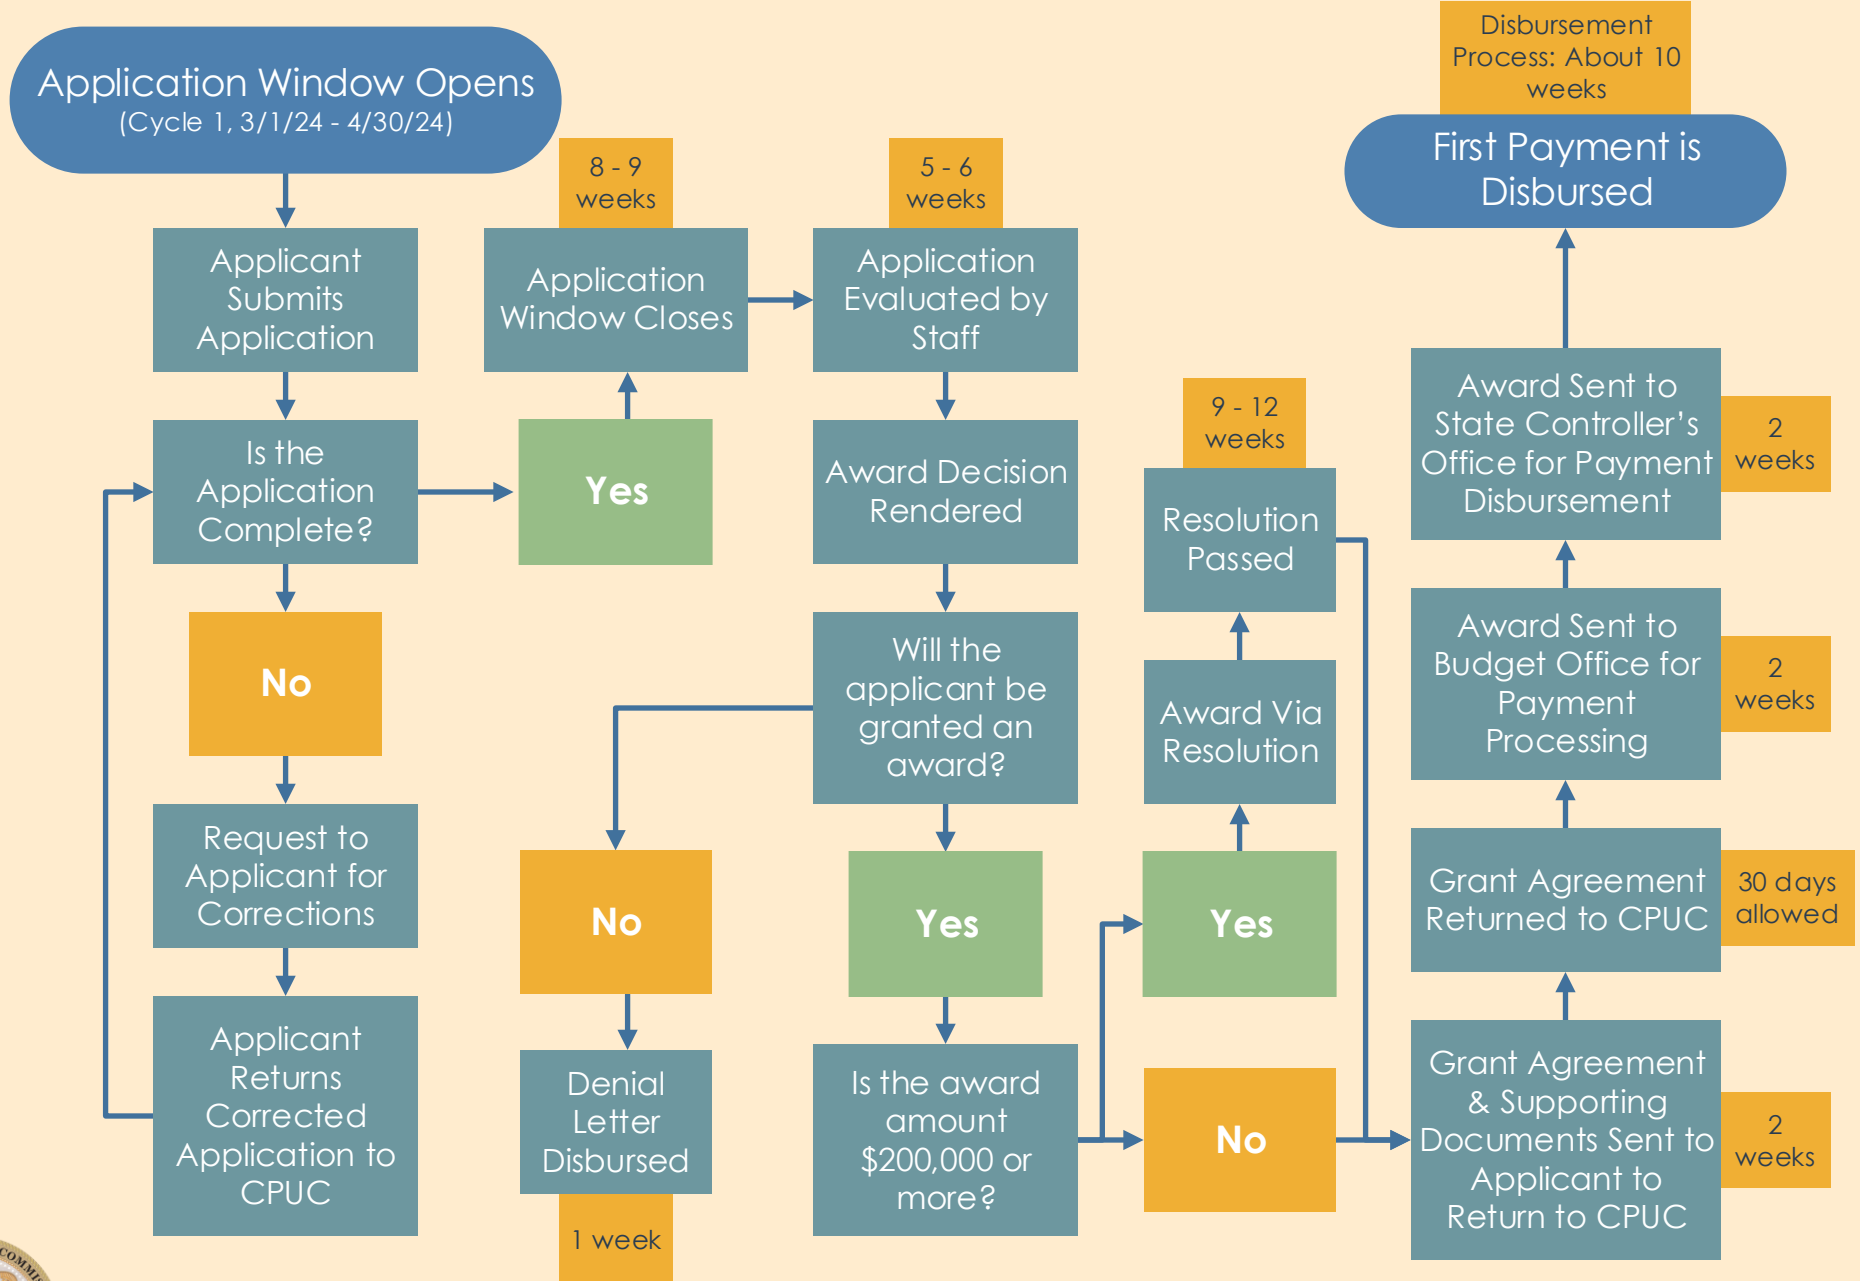 Application Window Opens
(Cycle 1, 3/1/24 - 4/30/24)
Applicant
Submits
Application
Is the
Application
Complete?
No
Request to
Applicant for
Corrections
Applicant
Returns
Corrected
Application to
CPUC
Yes
8 - 9
weeks
Application
Window Closes
5 - 6
weeks
Application
Evaluated by
Staff
Award Decision
Rendered
Will the
applicant be
granted an
award?
No
Denial
Letter
Disbursed
1 week
Yes
Is the award
amount
$200,000 or
more?
Yes
Award Via
Resolution
9 - 12
weeks
Resolution
Passed
No
Grant Agreement
& Supporting
Documents Sent to
Applicant to
Return to CPUC
2
weeks
Grant Agreement
Returned to CPUC
30 days
allowed
Award Sent to
Budget Office for
Payment
Processing
2
weeks
Award Sent to
State Controller's
Office for Payment
Disbursement
2
weeks
Disbursement
Process: About 10
weeks
First Payment is
Disbursed